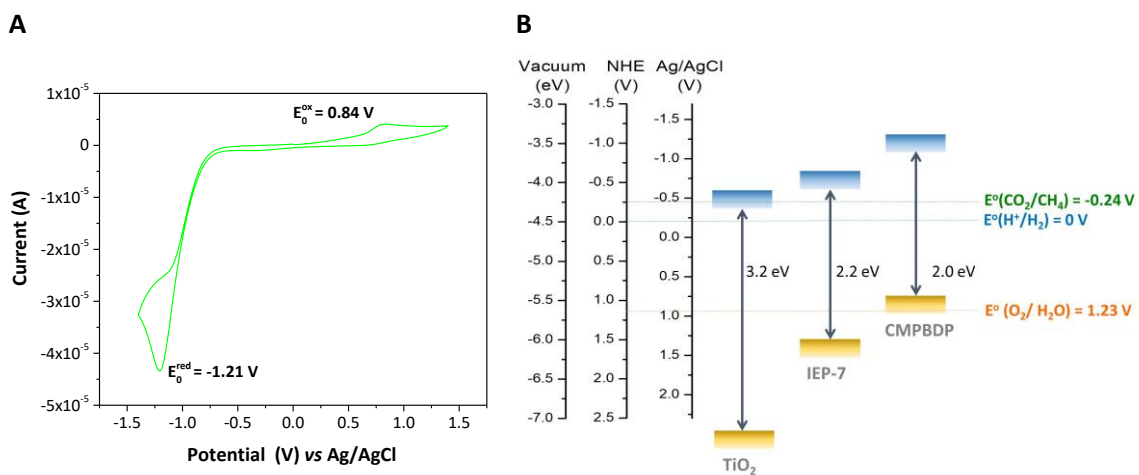 A
1x10⁻⁵
0
-1x10⁻⁵
-2x10⁻⁵
-3x10⁻⁵
-4x10⁻⁵
-5x10⁻⁵
Current (A)
E₀ᵒˣ = 0.84 V
E₀ʳᵉᵈ = -1.21 V
-1.5 -1.0 -0.5 0.0 0.5 1.0 1.5
Potential (V) vs Ag/AgCl
B
Vacuum NHE Ag/AgCl
(eV) (V) (V)
-3.0
-3.5
-4.0
-4.5
-5.0
-5.5
-6.0
-6.5
-7.0
-1.5
-1.0
-0.5
0.0
0.5
1.0
1.5
2.0
2.5
-1.5
-1.0
-0.5
0.0
0.5
1.0
1.5
2.0
3.2 eV
2.2 eV
2.0 eV
TiO₂
IEP-7
CMPBDP
Eº(CO₂/CH₄) = -0.24 V
Eº(H⁺/H₂) = 0 V
Eº (O₂/ H₂O) = 1.23 V